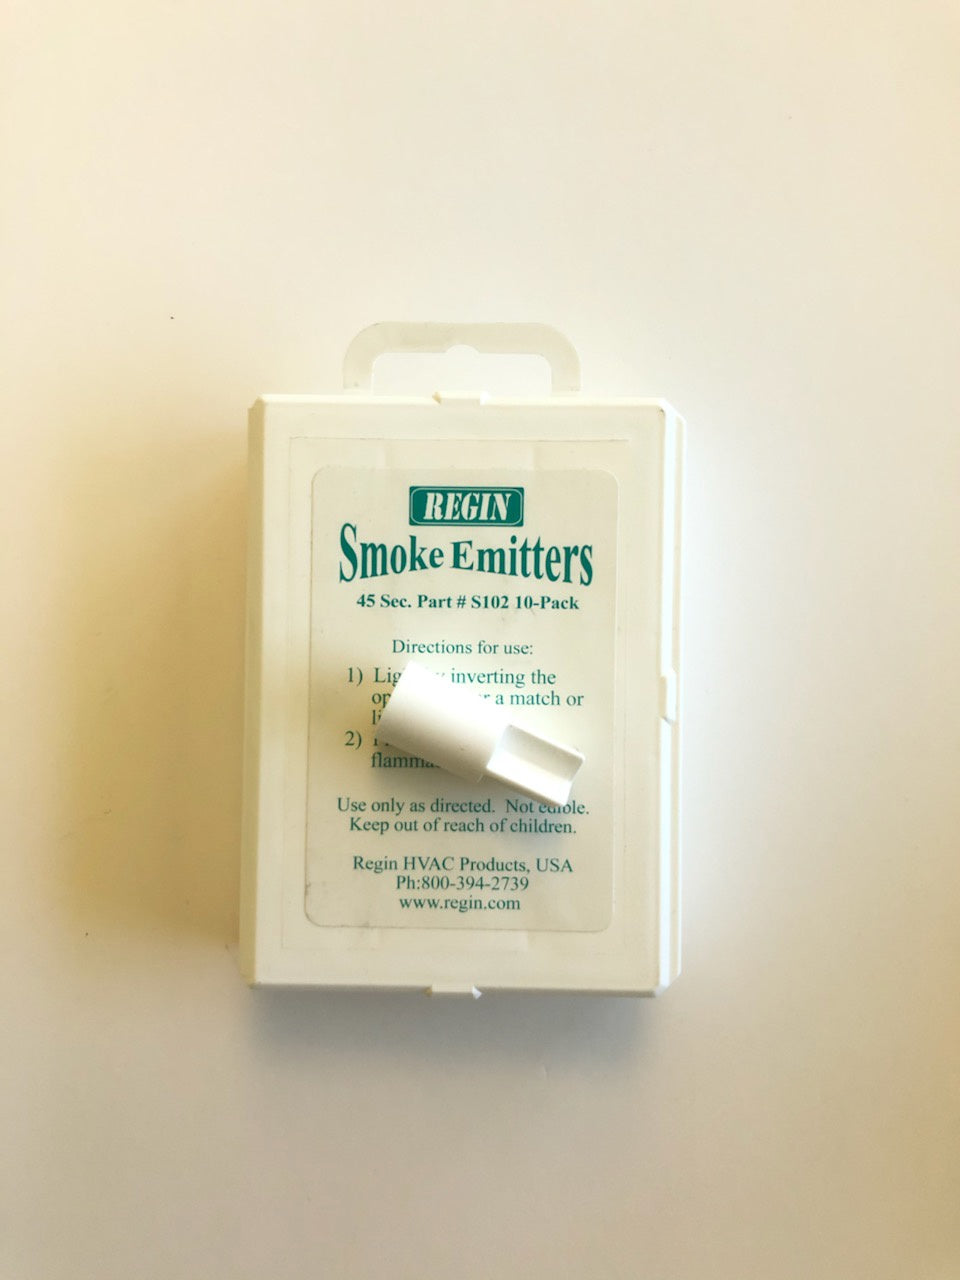 REGIN
Smoke Emitters
45 Sec. Part # S102 10-Pack
Directions for use:
1) inverting the
a match or
2)
Use only as directed. Not edible.
Keep out of reach of children.
Regin HVAC Products, USA
Ph:800-394-2739
www.regin.com